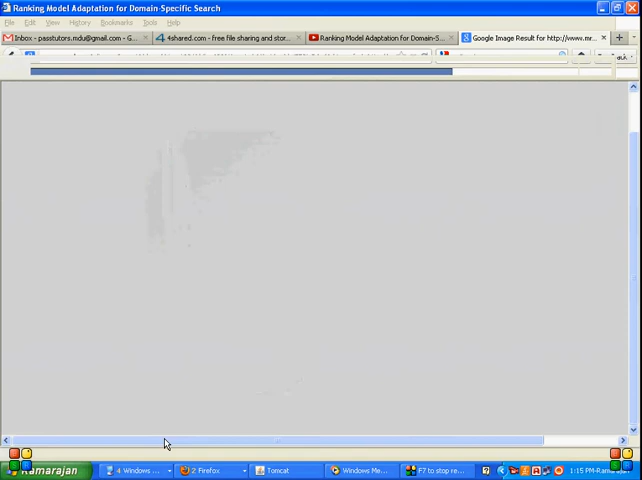 Ranking Model Adaptation for Domain-Specific Search
File Edit View History Bookmarks Tools Help
Inbox - passtutors.mdu@gmail.com - G... 4shared.com - free file sharing and stor... Ranking Model Adaptation for Domain-S... Google Image Result for http://www.mr...
Ramarajan 4 Windows ... 2 Firefox Tomcat Windows Me... F7 to stop re... 1:15 PM-Ramarajan